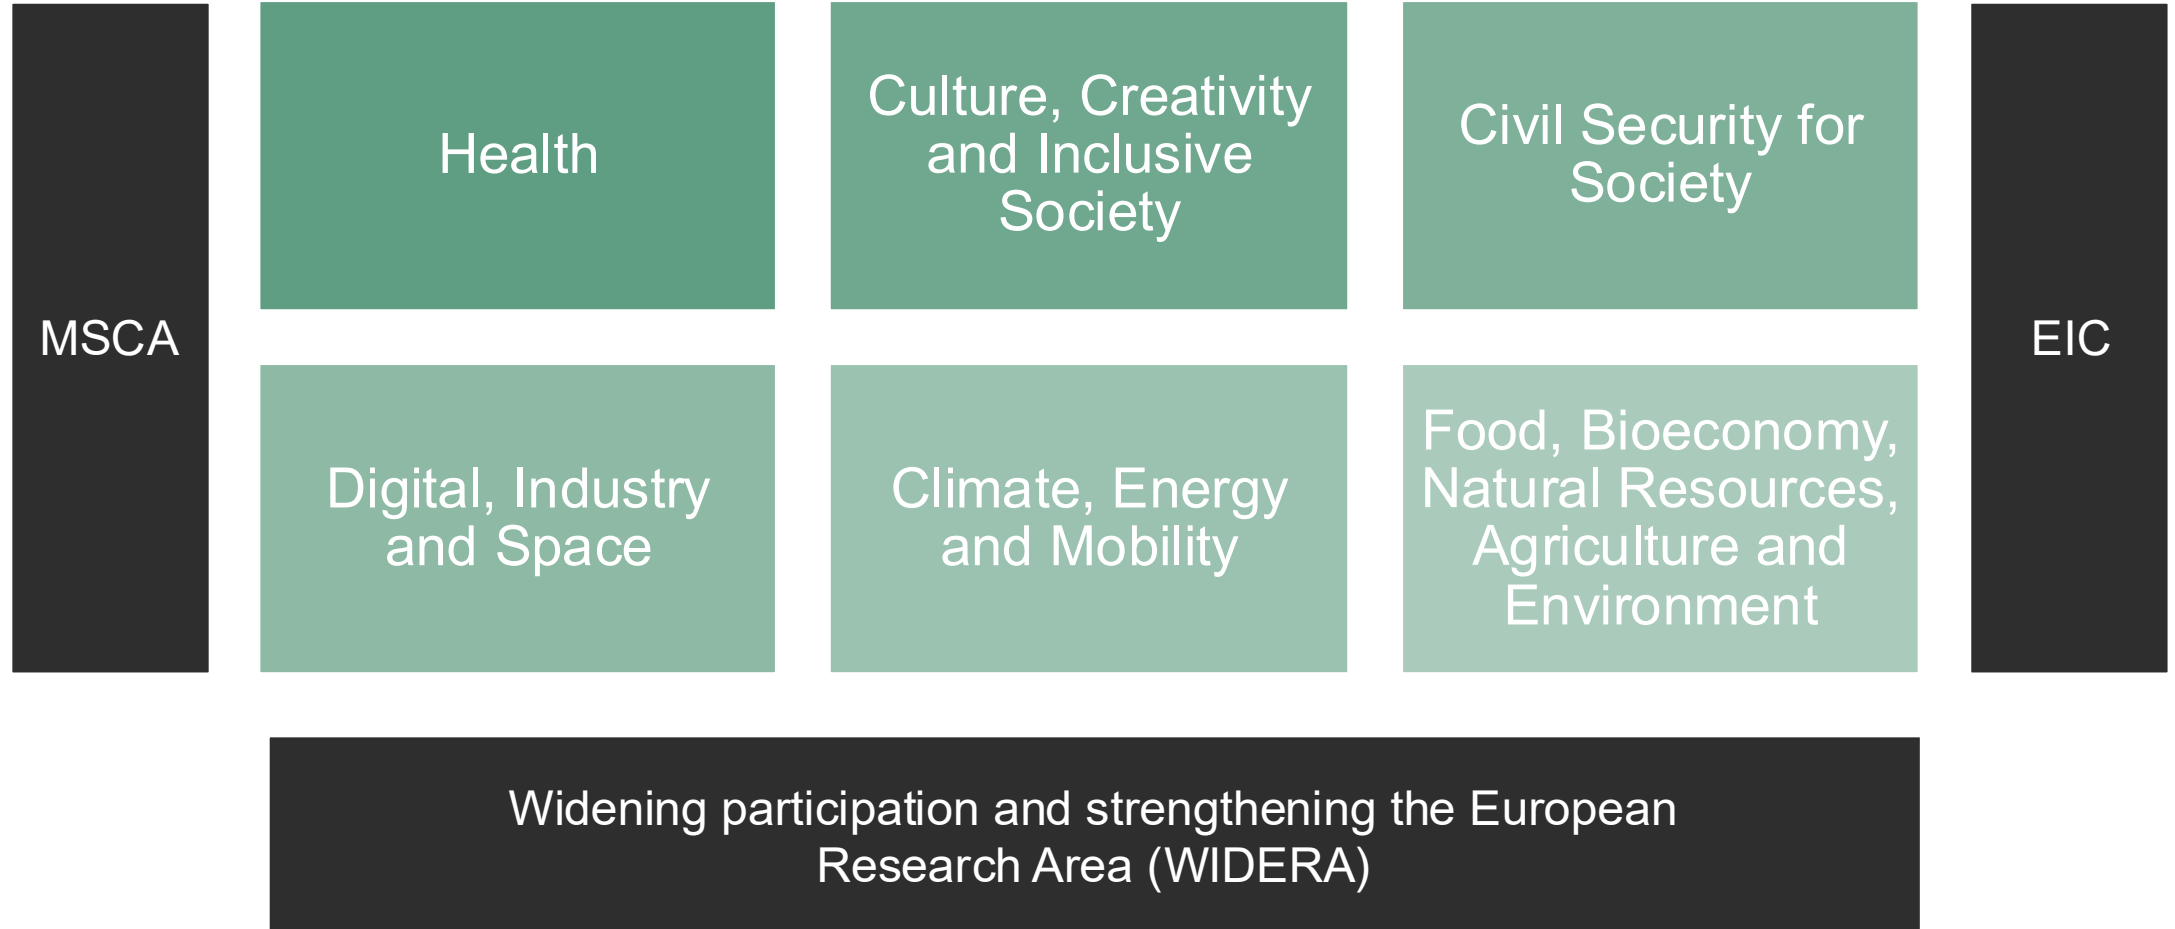 MSCA
Health
Culture, Creativity
and Inclusive
Society
Civil Security for
Society
EIC
Digital, Industry
and Space
Climate, Energy
and Mobility
Food, Bioeconomy,
Natural Resources,
Agriculture and
Environment
Widening participation and strengthening the European
Research Area (WIDERA)